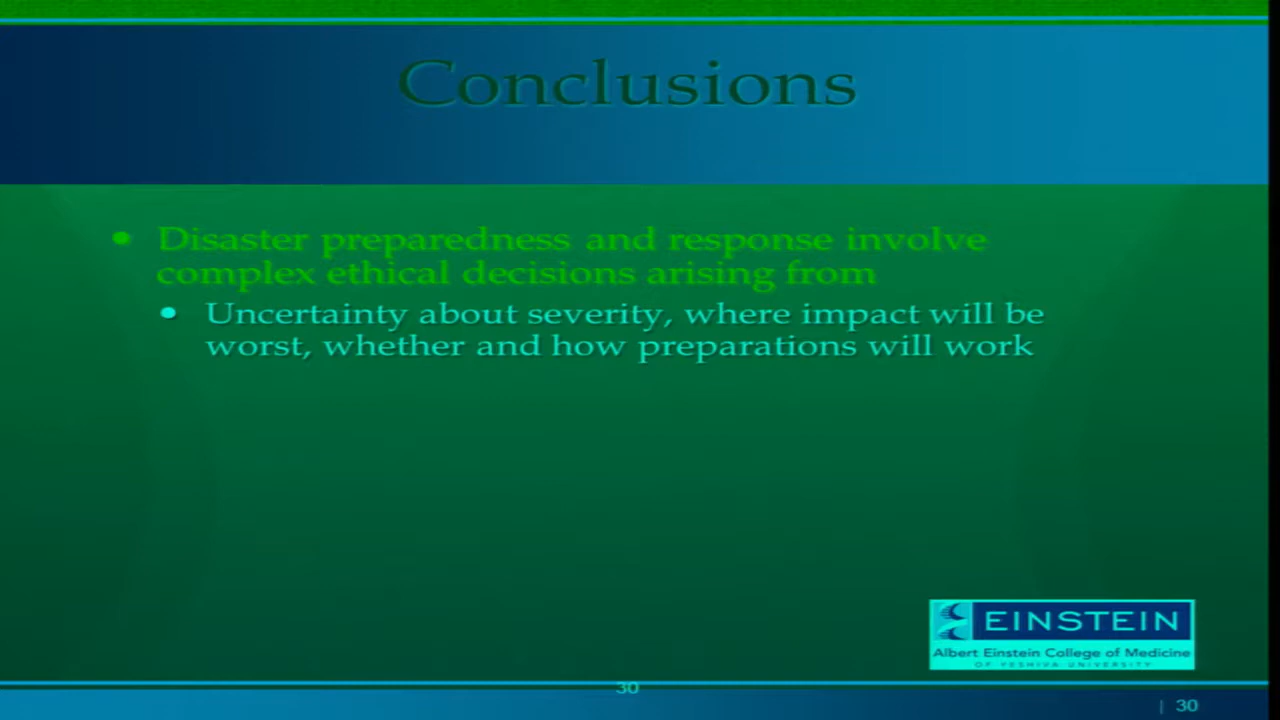 Conclusions
• Disaster preparedness and response involve
complex ethical decisions arising from
• Uncertainty about severity, where impact will be
worst, whether and how preparations will work
EINSTEIN
Albert Einstein College of Medicine
OF YESHIVA UNIVERSITY
30
| 30